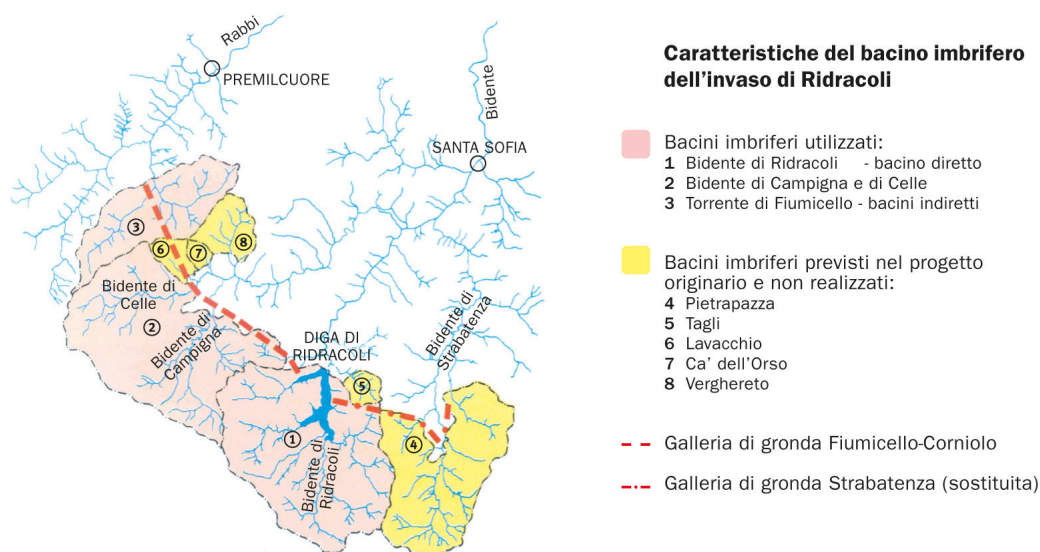 Rabbi
PREMILCUORE
Bidente
SANTA SOFIA
3
6
7
8
Bidente di
Celle
2
Bidente di
Campigna
DIGA DI
RIDRACOLI
Bidente di
Strabatenza
5
4
1
Bidente di
Ridracoli
Caratteristiche del bacino imbrifero
dell'invaso di Ridracoli
Bacini imbriferi utilizzati:
1 Bidente di Ridracoli - bacino diretto
2 Bidente di Campigna e di Celle
3 Torrente di Fiumicello - bacini indiretti
Bacini imbriferi previsti nel progetto
originario e non realizzati:
4 Pietrapazza
5 Tagli
6 Lavacchio
7 Ca' dell'Orso
8 Verghereto
Galleria di gronda Fiumicello-Corniolo
Galleria di gronda Strabatenza (sostituita)